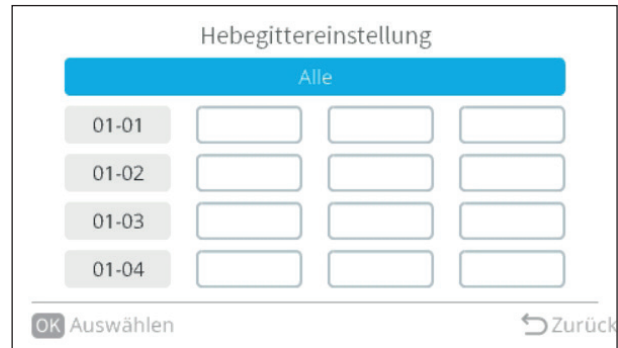 Hebegittereinstellung
Alle
01-01
01-02
01-03
01-04
OK Auswählen Zurück